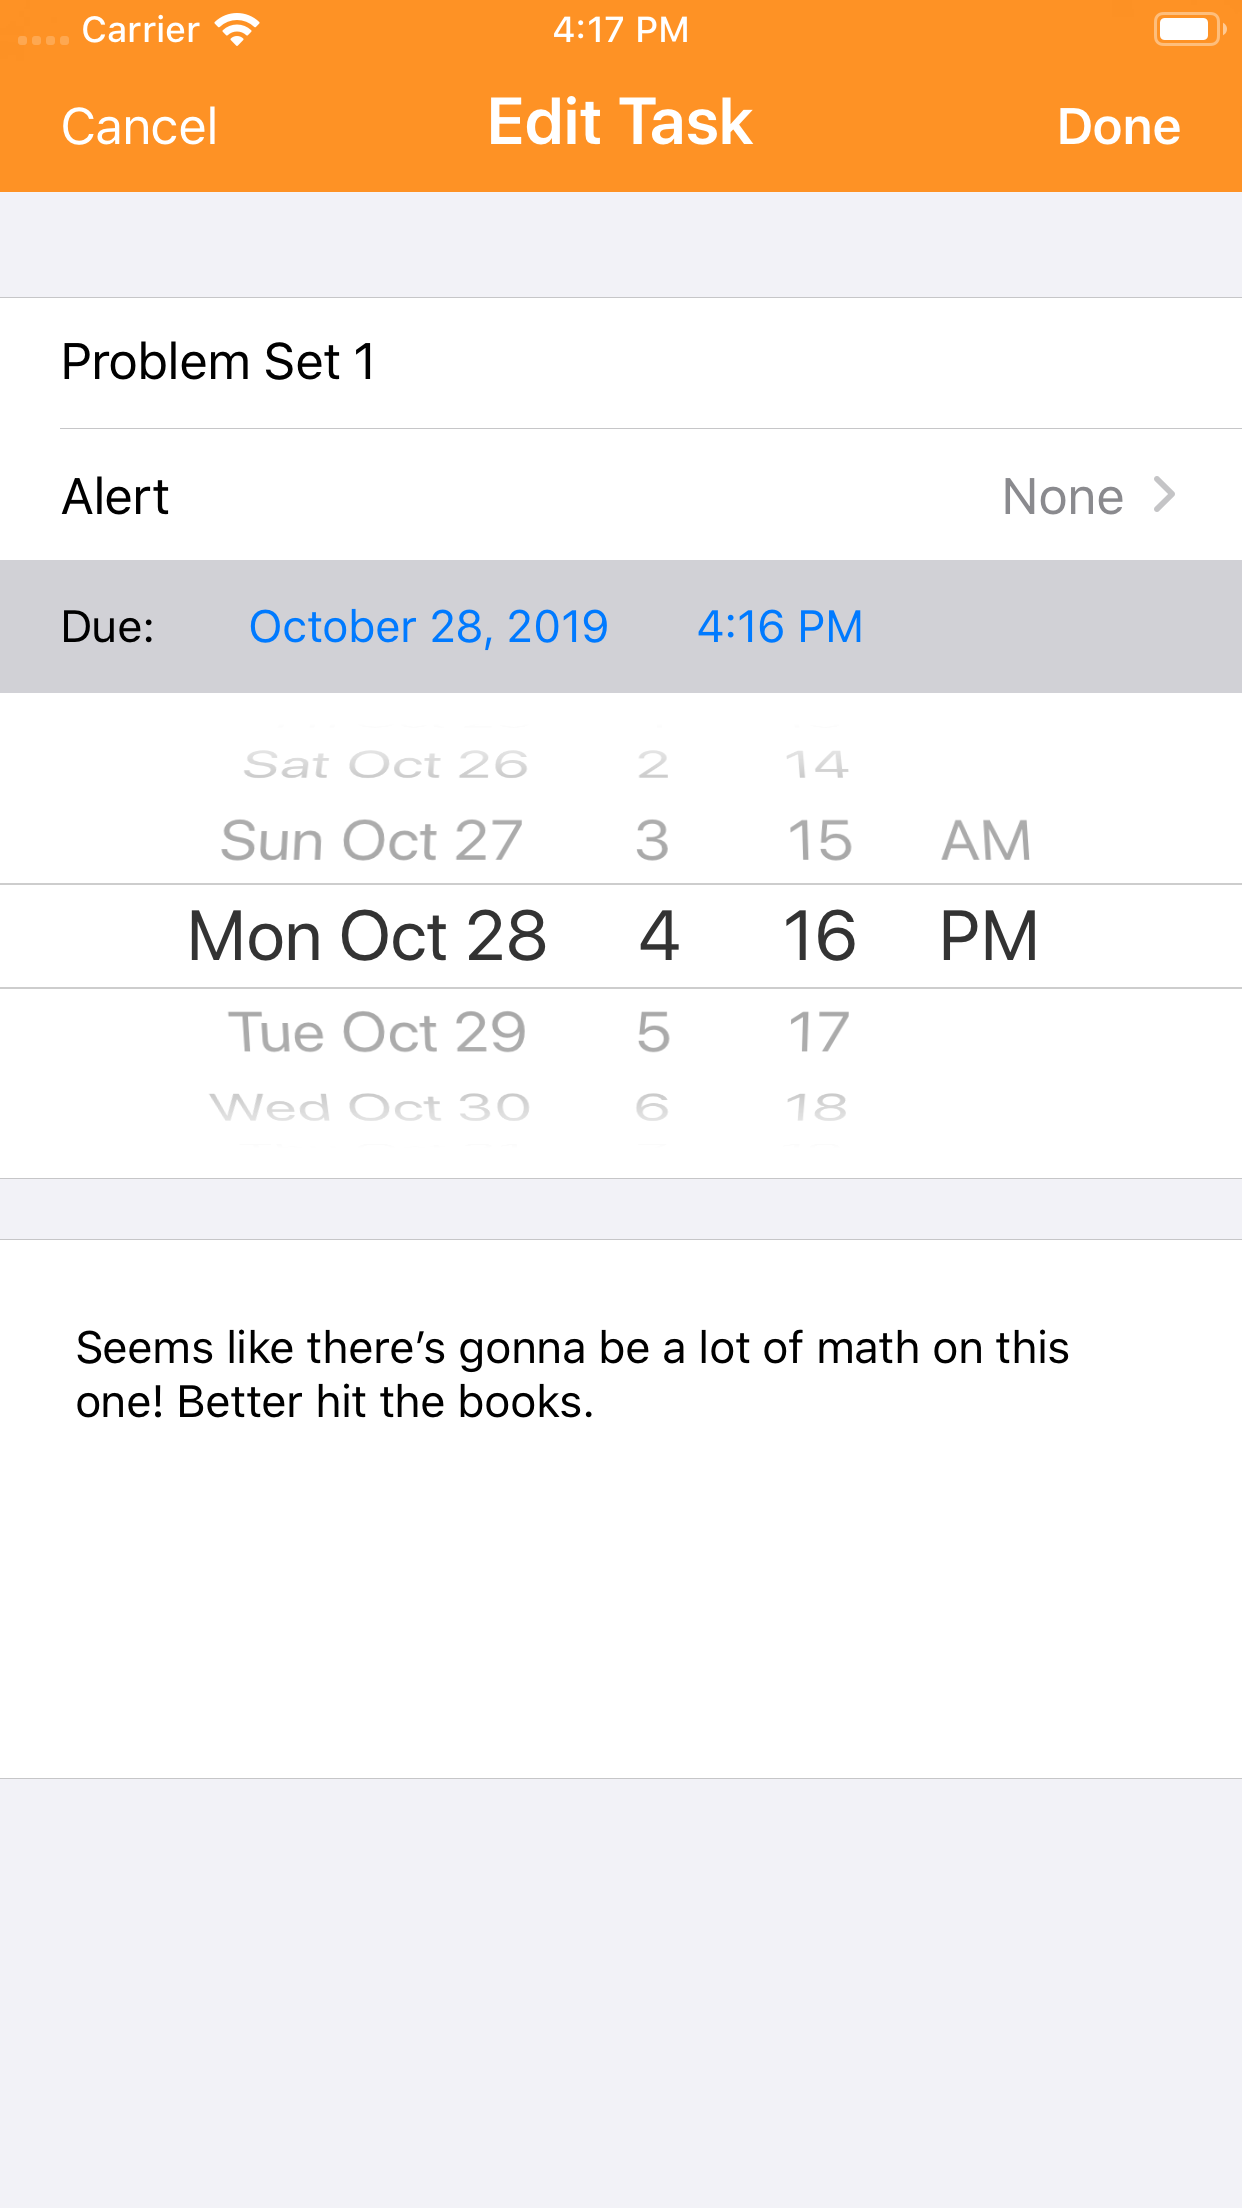 Carrier 4:17 PM
Cancel Edit Task Done
Problem Set 1
Alert None
Due: October 28, 2019 4:16 PM
Sat Oct 26 2 14
Sun Oct 27 3 15 AM
Mon Oct 28 4 16 PM
Tue Oct 29 5 17
Wed Oct 30 6 18
Seems like there’s gonna be a lot of math on this
one! Better hit the books.